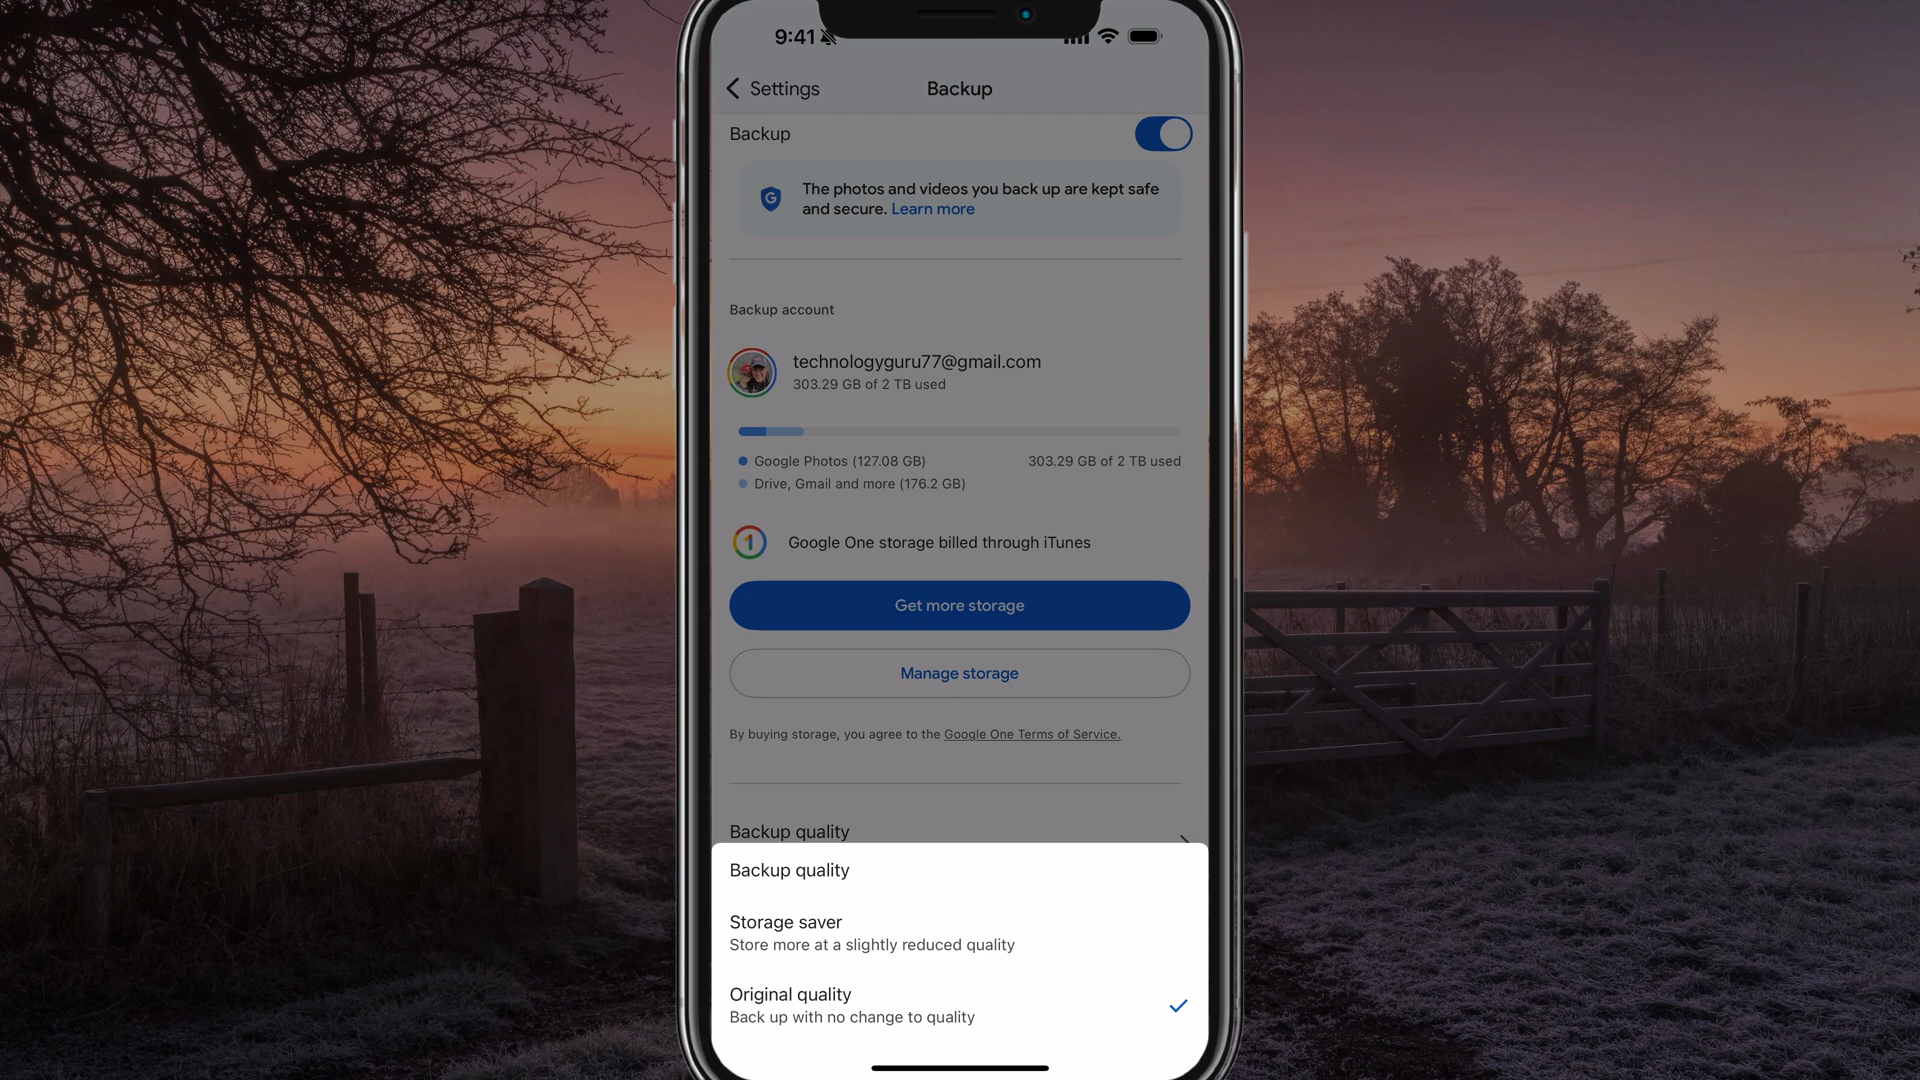 9:41
Settings
Backup
Backup
The photos and videos you back up are kept safe
and secure. Learn more
Backup account
technologyguru77@gmail.com
303.29 GB of 2 TB used
Google Photos (127.08 GB)
303.29 GB of 2 TB used
Drive, Gmail and more (176.2 GB)
1
Google One storage billed through iTunes
Get more storage
Manage storage
By buying storage, you agree to the Google One Terms of Service.
Backup quality
Backup quality
Storage saver
Store more at a slightly reduced quality
Original quality
Back up with no change to quality